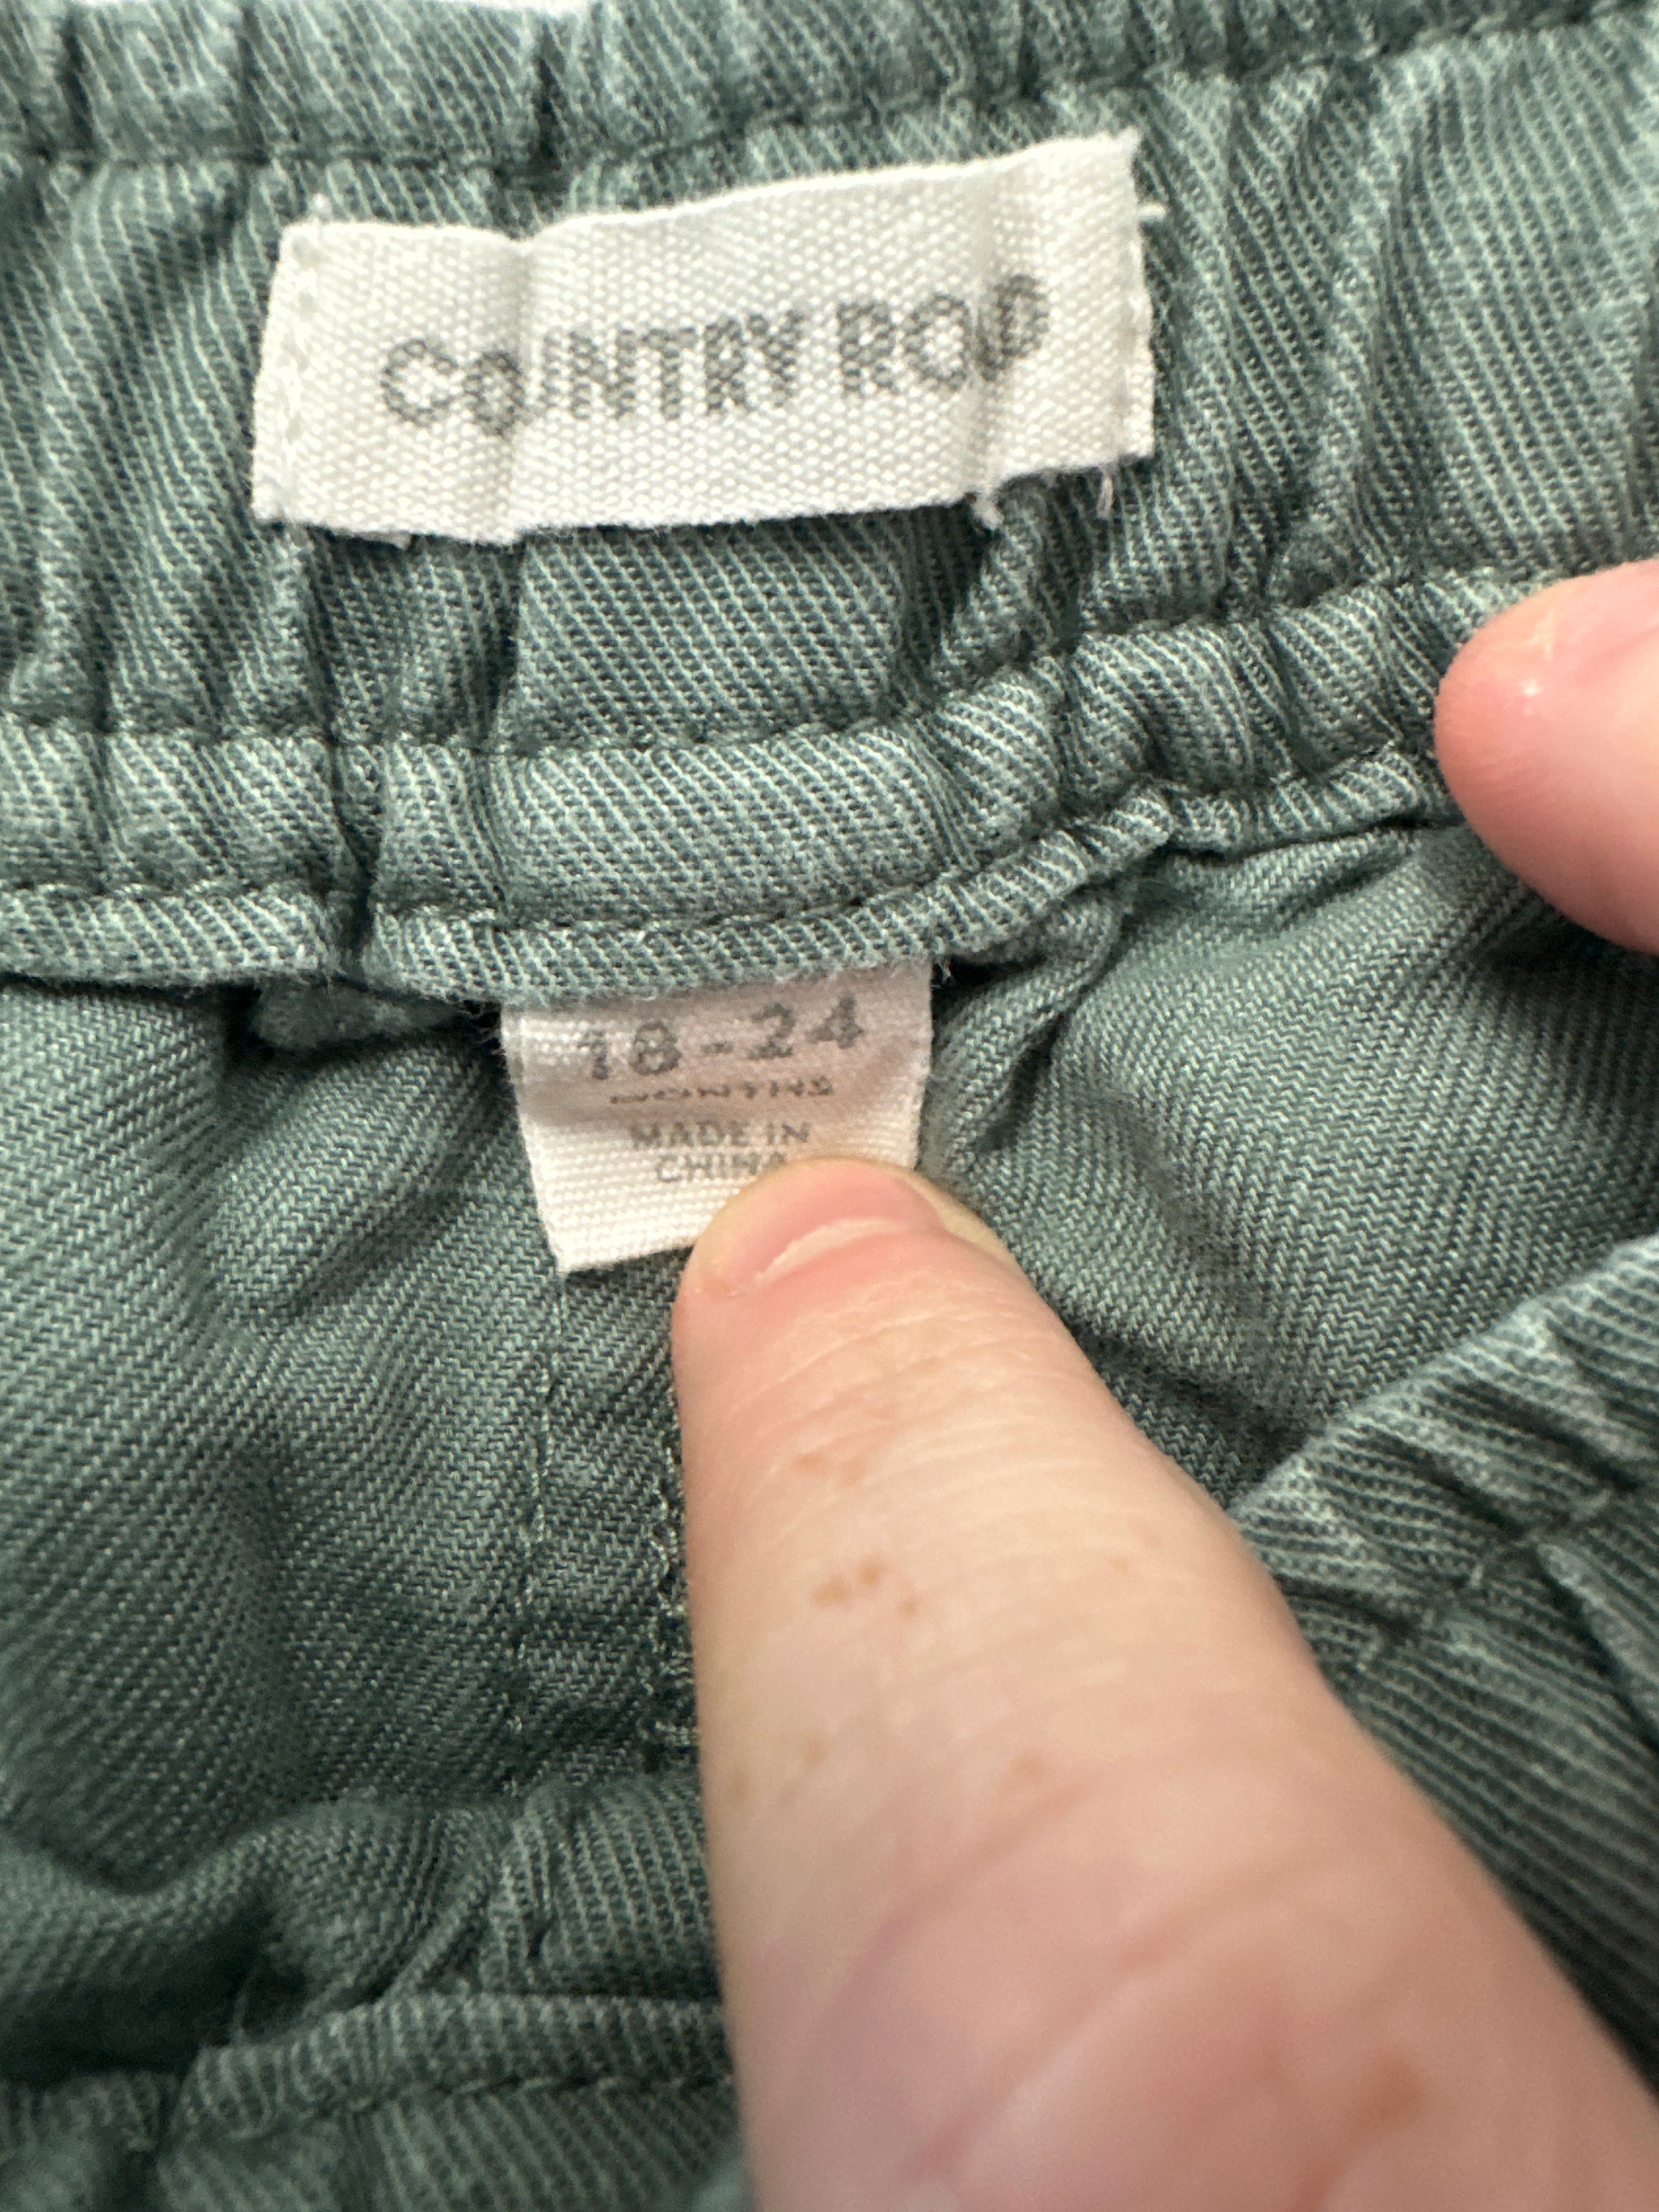 COUNTRY ROAD
18-24
MONTHS
MADE IN
CHINA